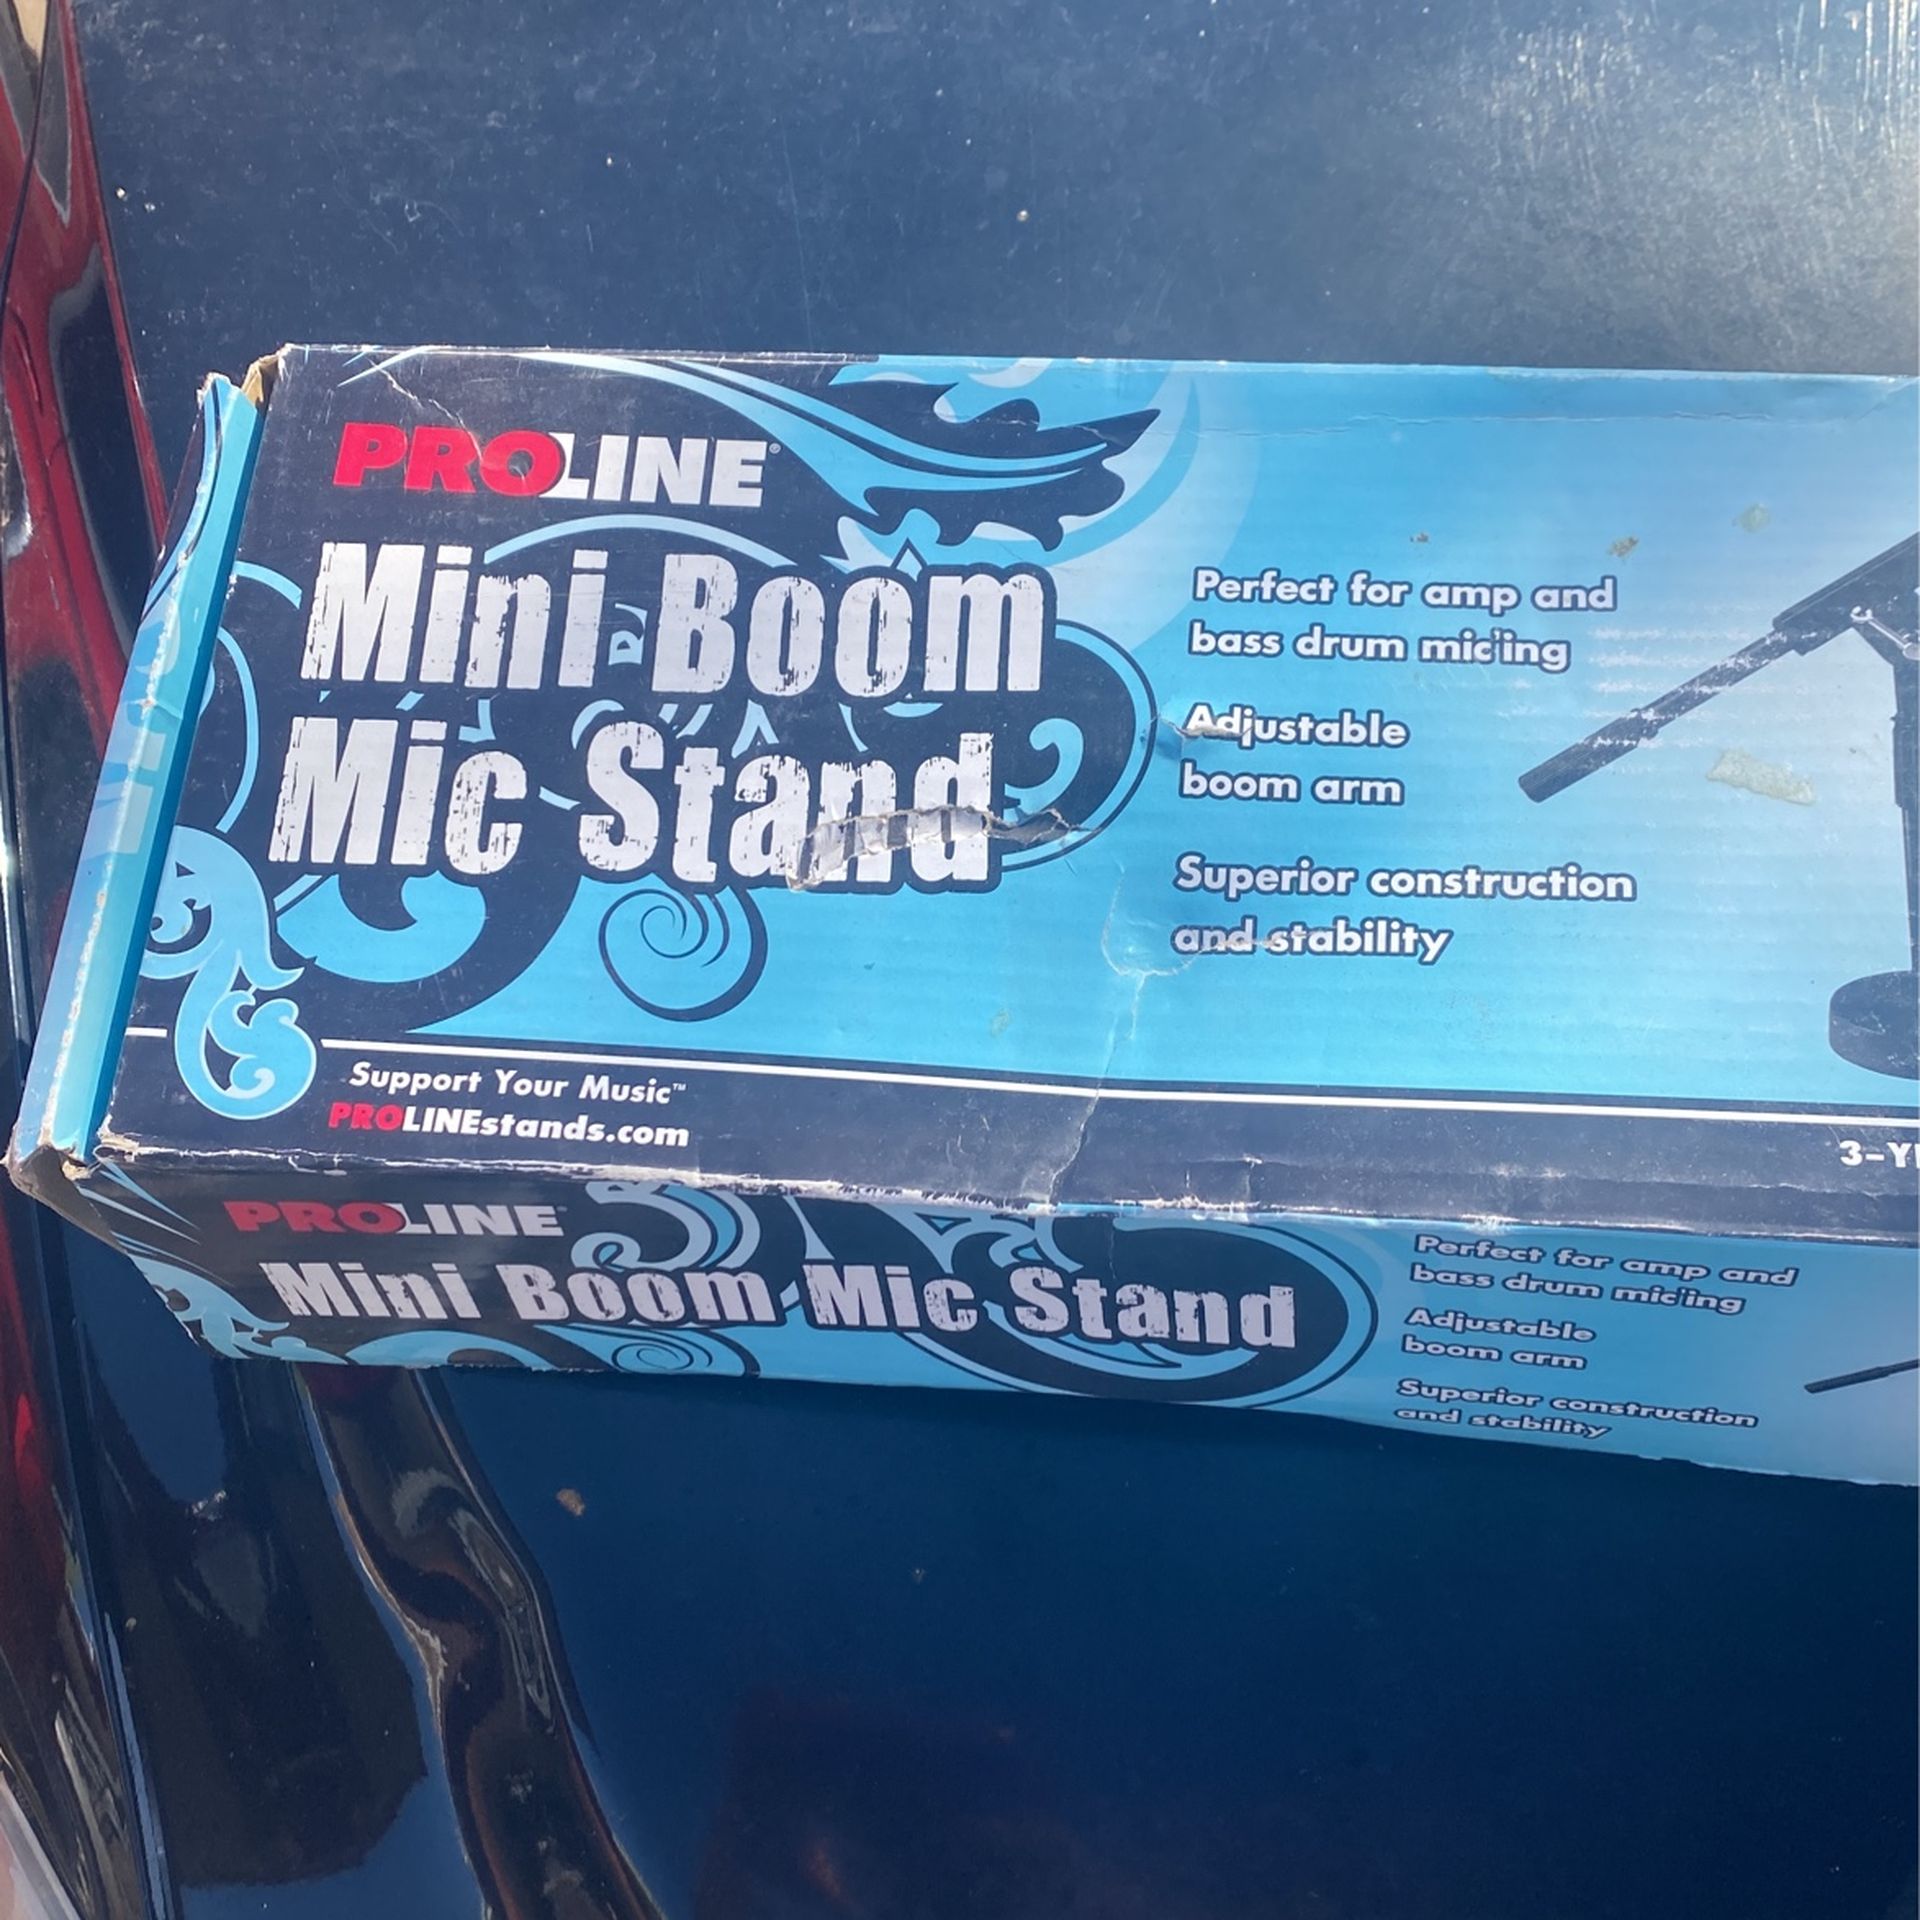 PROLINE®
Mini Boom
Mic Stand
Perfect for amp and
bass drum mic'ing
Adjustable
boom arm
Superior construction
and stability
Support Your Music™
PROLINEstands.com
PROLINE
Mini Boom Mic Stand
Perfect for amp and
bass drum mic'ing
Adjustable
boom arm
Superior construction
and stability